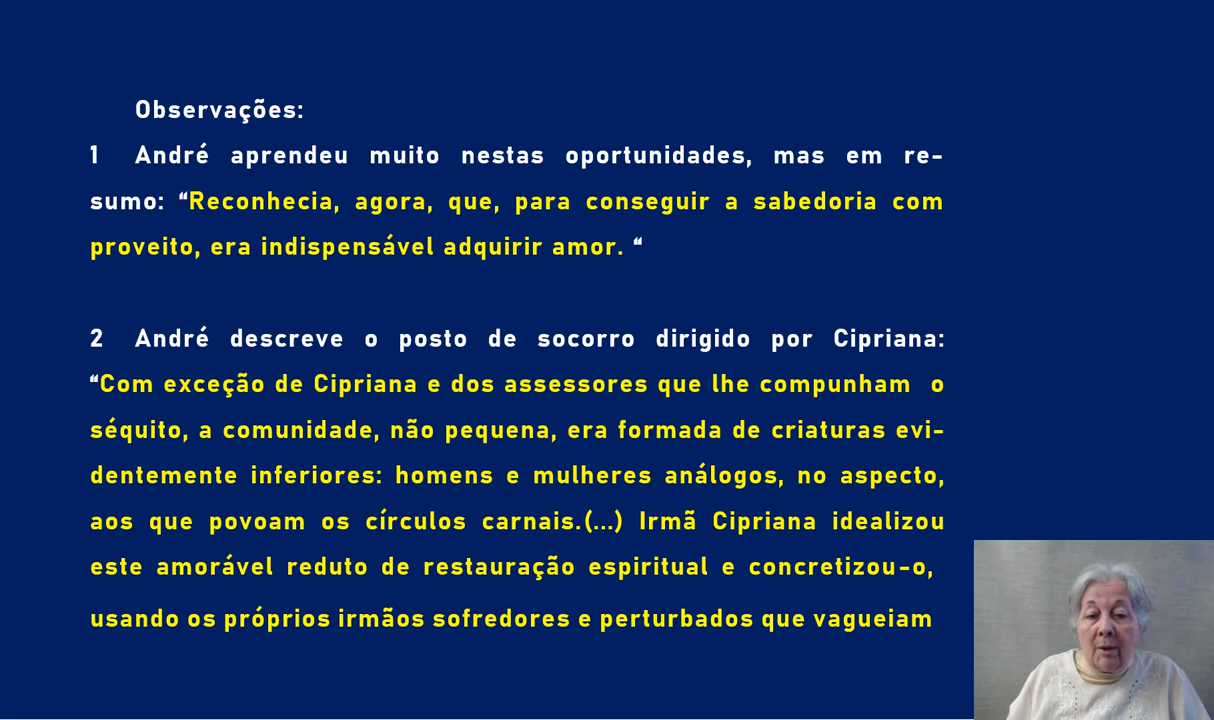 Observações:
1 André aprendeu muito nestas oportunidades, mas em re-
sumo: “Reconhecia, agora, que, para conseguir a sabedoria com
proveito, era indispensável adquirir amor. “
2 André descreve o posto de socorro dirigido por Cipriana:
“Com exceção de Cipriana e dos assessores que lhe compunham o
séquito, a comunidade, não pequena, era formada de criaturas evi-
dentemente inferiores: homens e mulheres análogos, no aspecto,
aos que povoam os círculos carnais.(...) Irmã Cipriana idealizou
este amorável reduto de restauração espiritual e concretizou-o,
usando os próprios irmãos sofredores e perturbados que vagueiam